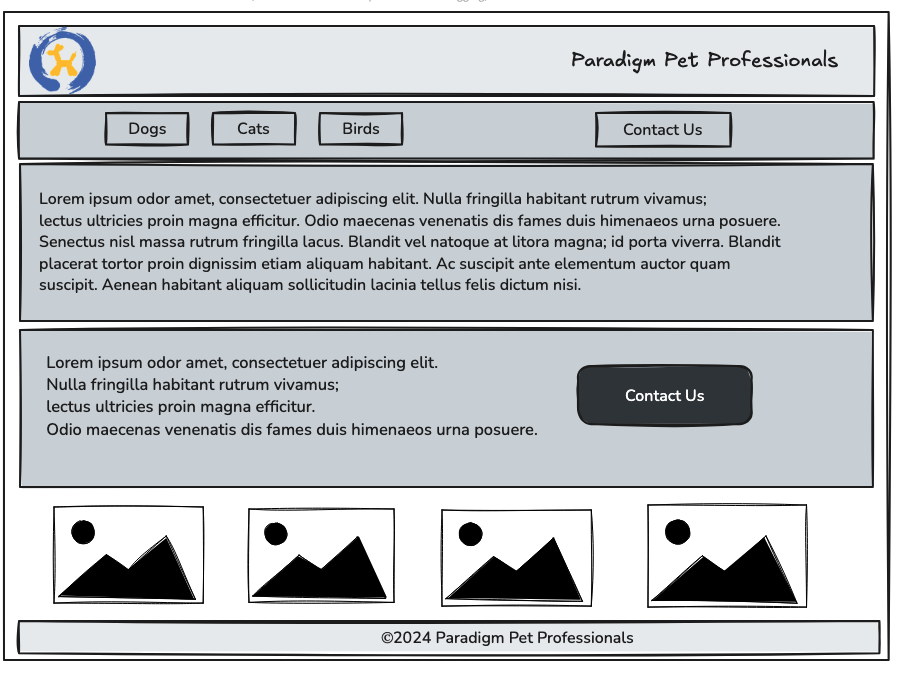 Paradigm Pet Professionals
Dogs
Cats
Birds
Contact Us
Lorem ipsum odor amet, consectetuer adipiscing elit. Nulla fringilla habitant rutrum vivamus;
lectus ultricies proin magna efficitur. Odio maecenas venenatis dis fames duis himenaeos urna posuere.
Senectus nisl massa rutrum fringilla lacus. Blandit vel natoque at litora magna; id porta viverra. Blandit
placerat tortor proin dignissim etiam aliquam habitant. Ac suscipit ante elementum auctor quam
suscipit. Aenean habitant aliquam sollicitudin lacinia tellus felis dictum nisi.
Lorem ipsum odor amet, consectetuer adipiscing elit.
Nulla fringilla habitant rutrum vivamus;
lectus ultricies proin magna efficitur.
Odio maecenas venenatis dis fames duis himenaeos urna posuere.
Contact Us
©2024 Paradigm Pet Professionals